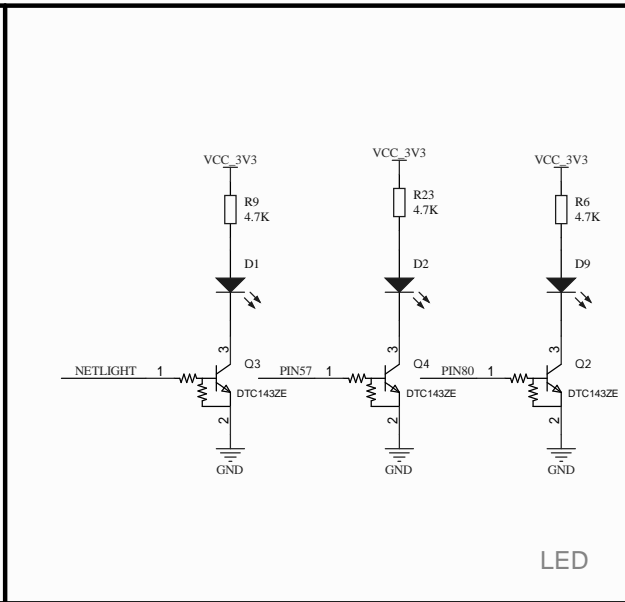 VCC_3V3
R9
4.7K
D1
3
Q3
NETLIGHT 1
DTC143ZE
2
GND
VCC_3V3
R23
4.7K
D2
3
Q4
PIN57 1
DTC143ZE
2
GND
VCC_3V3
R6
4.7K
D9
3
Q2
PIN80 1
DTC143ZE
2
GND
LED